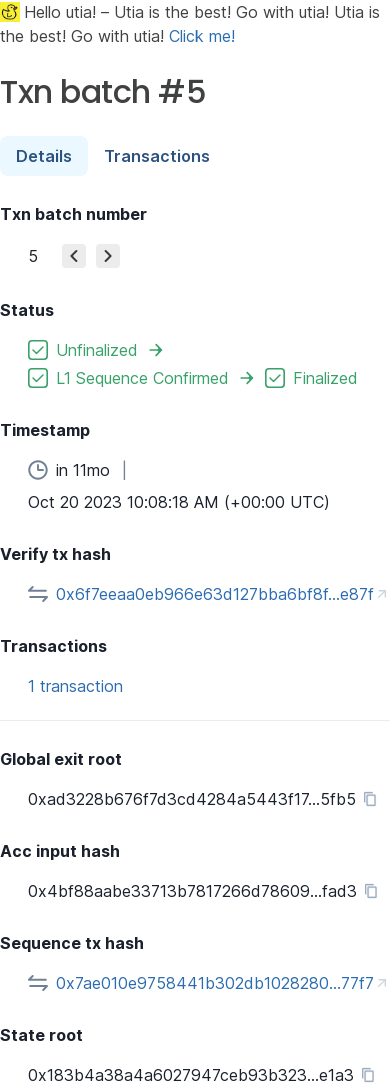 Hello utia! – Utia is the best! Go with utia! Utia is
the best! Go with utia! Click me!
Txn batch #5
Details Transactions
Txn batch number
5
Status
Unfinalized
L1 Sequence Confirmed Finalized
Timestamp
in 11mo |
Oct 20 2023 10:08:18 AM (+00:00 UTC)
Verify tx hash
0x6f7eeaa0eb966e63d127bba6bf8f...e87f
Transactions
1 transaction
Global exit root
0xad3228b676f7d3cd4284a5443f17...5fb5
Acc input hash
0x4bf88aabe33713b7817266d78609...fad3
Sequence tx hash
0x7ae010e9758441b302db1028280...77f7
State root
0x183b4a38a4a6027947ceb93b323...e1a3